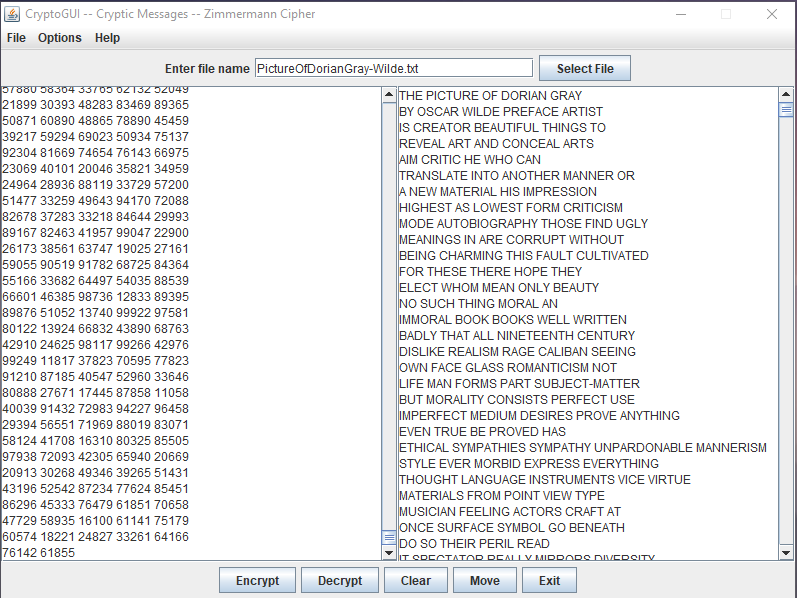 CryptoGUI -- Cryptic Messages -- Zimmermann Cipher
File Options Help
Enter file name PictureOfDorianGray-Wilde.txt Select File
57880 58364 33765 62132 52049
21899 30393 48283 83469 89365
50871 60890 48865 78890 45459
39217 59294 69023 50934 75137
92304 81669 74654 76143 66975
23069 40101 20046 35821 34959
24964 28936 88119 33729 57200
51477 33259 49643 94170 72088
82678 37283 33218 84644 29993
89167 82463 41957 99047 22900
26173 38561 63747 19025 27161
59055 90519 91782 68725 84364
55166 33682 64497 54035 88539
66601 46385 98736 12833 89395
89876 51052 13740 99922 97581
80122 13924 66832 43890 68763
42910 24625 98117 99266 42976
99249 11817 37823 70595 77823
91210 87185 40547 52960 33646
80888 27671 17445 87858 11058
40039 91432 72983 94227 96458
29394 56551 71969 88019 83071
58124 41708 16310 80325 85505
97938 72093 42305 65940 20669
20913 30268 49346 39265 51431
43196 52542 87234 77624 85451
86296 45333 76479 61851 70658
47729 58935 16100 61141 75179
60574 18221 24827 33261 64166
76142 61855
THE PICTURE OF DORIAN GRAY
BY OSCAR WILDE PREFACE ARTIST
IS CREATOR BEAUTIFUL THINGS TO
REVEAL ART AND CONCEAL ARTS
AIM CRITIC HE WHO CAN
TRANSLATE INTO ANOTHER MANNER OR
A NEW MATERIAL HIS IMPRESSION
HIGHEST AS LOWEST FORM CRITICISM
MODE AUTOBIOGRAPHY THOSE FIND UGLY
MEANINGS IN ARE CORRUPT WITHOUT
BEING CHARMING THIS FAULT CULTIVATED
FOR THESE THERE HOPE THEY
ELECT WHOM MEAN ONLY BEAUTY
NO SUCH THING MORAL AN
IMMORAL BOOK BOOKS WELL WRITTEN
BADLY THAT ALL NINETEENTH CENTURY
DISLIKE REALISM RAGE CALIBAN SEEING
OWN FACE GLASS ROMANTICISM NOT
LIFE MAN FORMS PART SUBJECT-MATTER
BUT MORALITY CONSISTS PERFECT USE
IMPERFECT MEDIUM DESIRES PROVE ANYTHING
EVEN TRUE BE PROVED HAS
ETHICAL SYMPATHIES SYMPATHY UNPARDONABLE MANNERISM
STYLE EVER MORBID EXPRESS EVERYTHING
THOUGHT LANGUAGE INSTRUMENTS VICE VIRTUE
MATERIALS FROM POINT VIEW TYPE
MUSICIAN FEELING ACTORS CRAFT AT
ONCE SURFACE SYMBOL GO BENEATH
DO SO THEIR PERIL READ
IT SPECTATOR REALLY MIRRORS DIVERSITY
Encrypt Decrypt Clear Move Exit